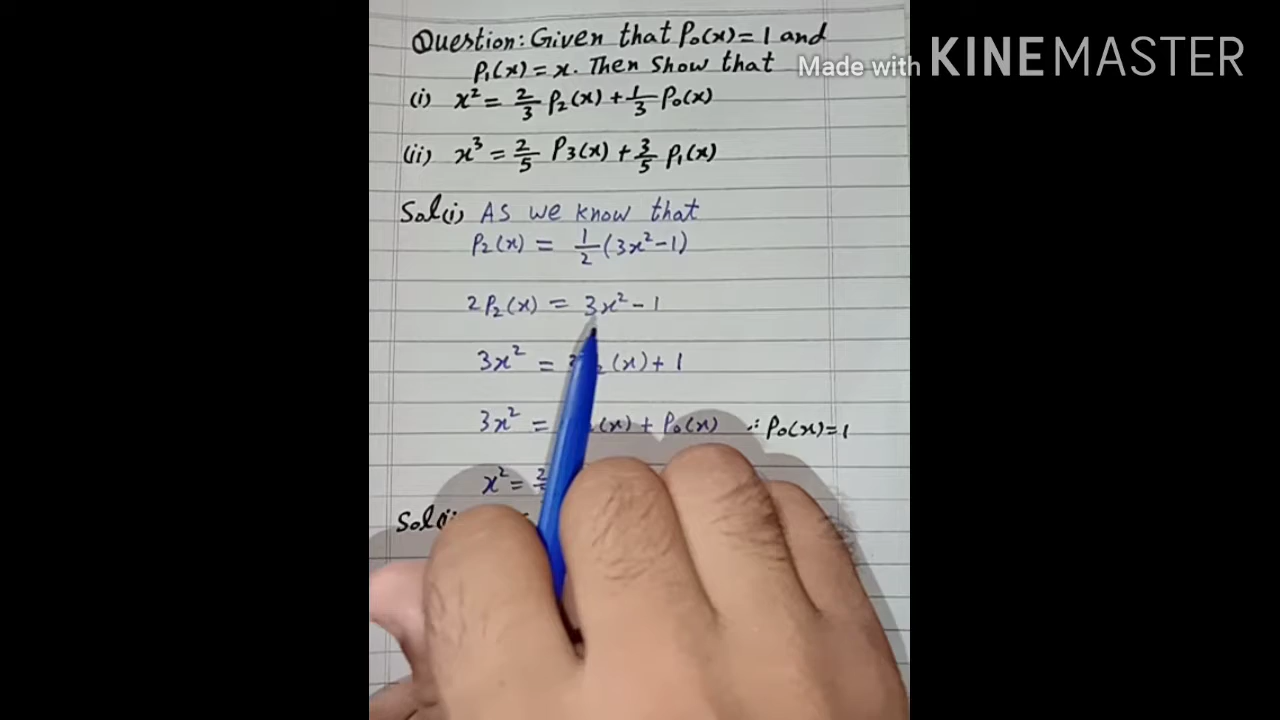 Question: Given that P₀(x) = 1 and
P₁(x) = x. Then Show that
Made with KINEMASTER
(i) x² = 2/3 P₂(x) + 1/3 P₀(x)
(ii) x³ = 2/5 P₃(x) + 3/5 P₁(x)
Sol(i) As we know that
P₂(x) = 1/2 (3x² - 1)
2P₂(x) = 3x² - 1
3x² = (x) + 1
3x² = (x) + P₀(x) ∴ P₀(x) = 1
x² = 2
Sol